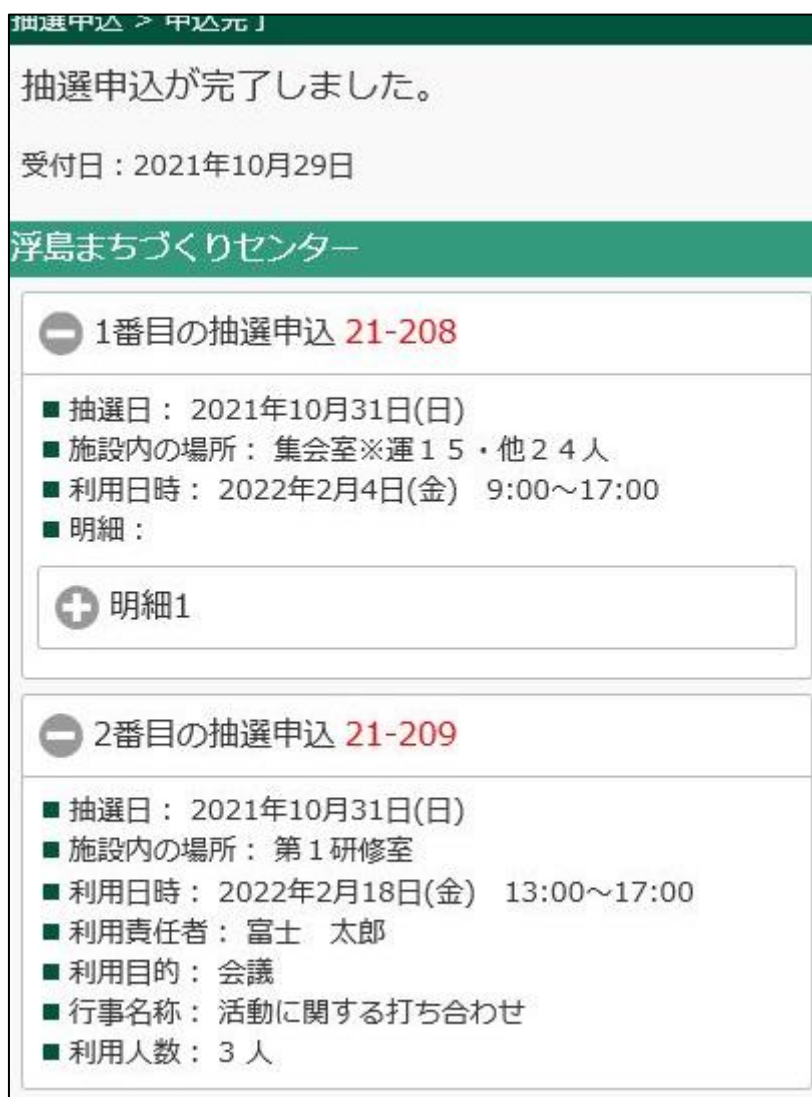 抽選申込 > 申込完了
抽選申込が完了しました。
受付日：2021年10月29日
浮島まちづくりセンター
1番目の抽選申込 21-208
■抽選日： 2021年10月31日(日)
■施設内の場所： 集会室※運１５・他２４人
■利用日時： 2022年2月4日(金)　9:00～17:00
■明細：
明細1
2番目の抽選申込 21-209
■抽選日： 2021年10月31日(日)
■施設内の場所： 第１研修室
■利用日時： 2022年2月18日(金)　13:00～17:00
■利用責任者： 富士　太郎
■利用目的： 会議
■行事名称： 活動に関する打ち合わせ
■利用人数： 3 人